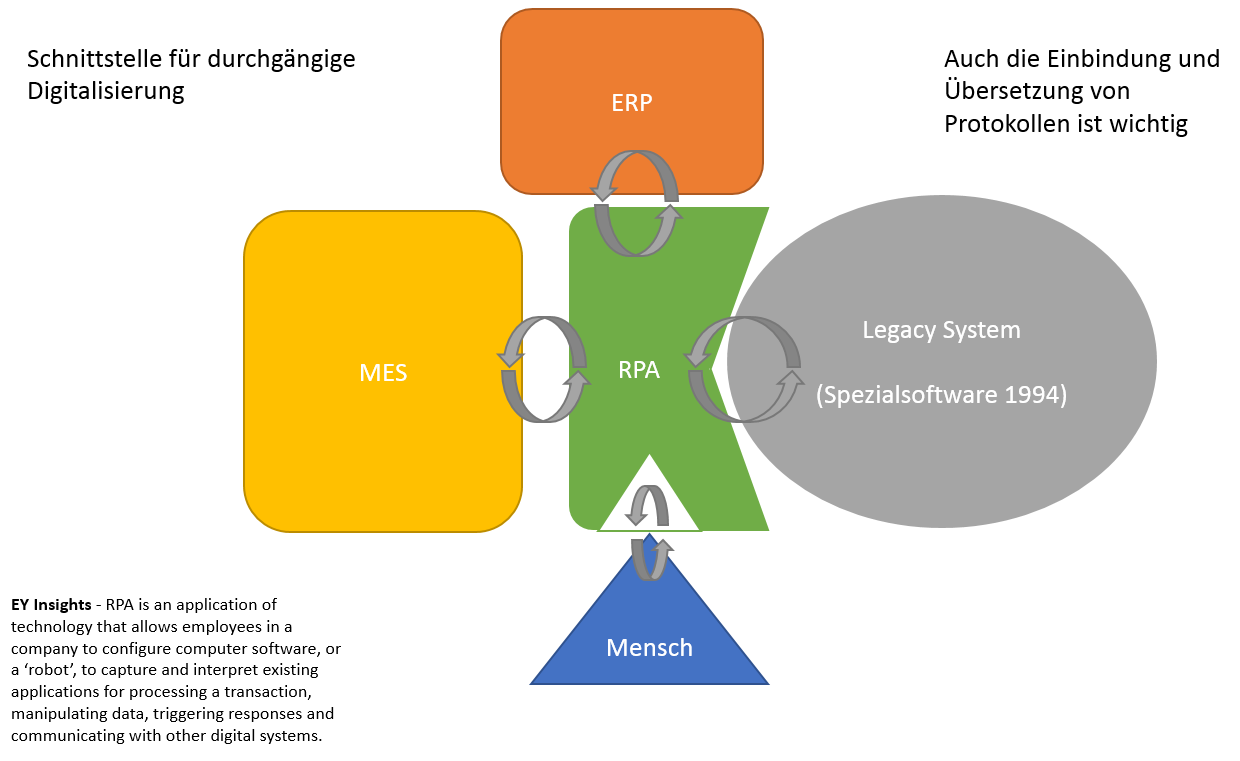 Schnittstelle für durchgängige
Digitalisierung
ERP
Auch die Einbindung und
Übersetzung von
Protokollen ist wichtig
MES
RPA
Legacy System
(Spezialsoftware 1994)
Mensch
EY Insights - RPA is an application of
technology that allows employees in a
company to configure computer software, or
a ‘robot’, to capture and interpret existing
applications for processing a transaction,
manipulating data, triggering responses and
communicating with other digital systems.